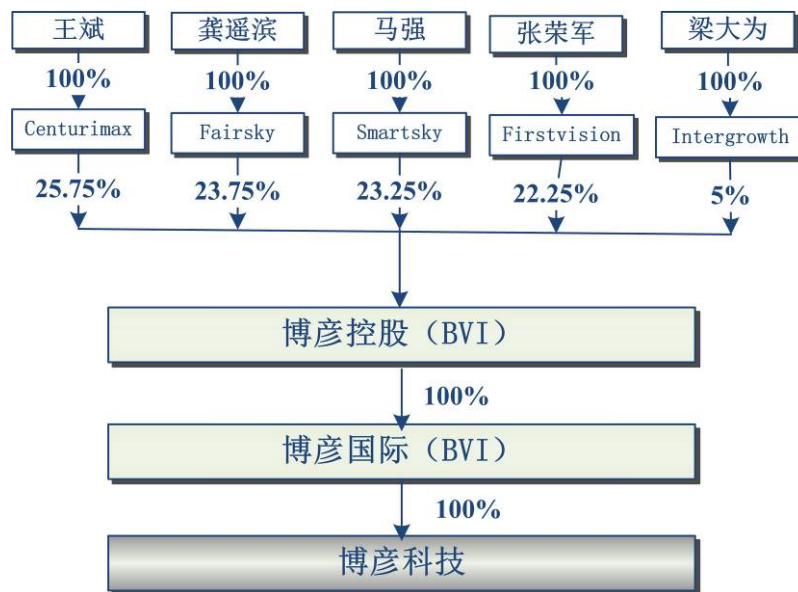 王斌
龚遥滨
马强
张荣军
梁大为
100%
100%
100%
100%
100%
Centurimax
Fairsky
Smartsky
Firstvision
Intergrowth
25.75%
23.75%
23.25%
22.25%
5%
博彦控股（BVI）
100%
博彦国际（BVI）
100%
博彦科技